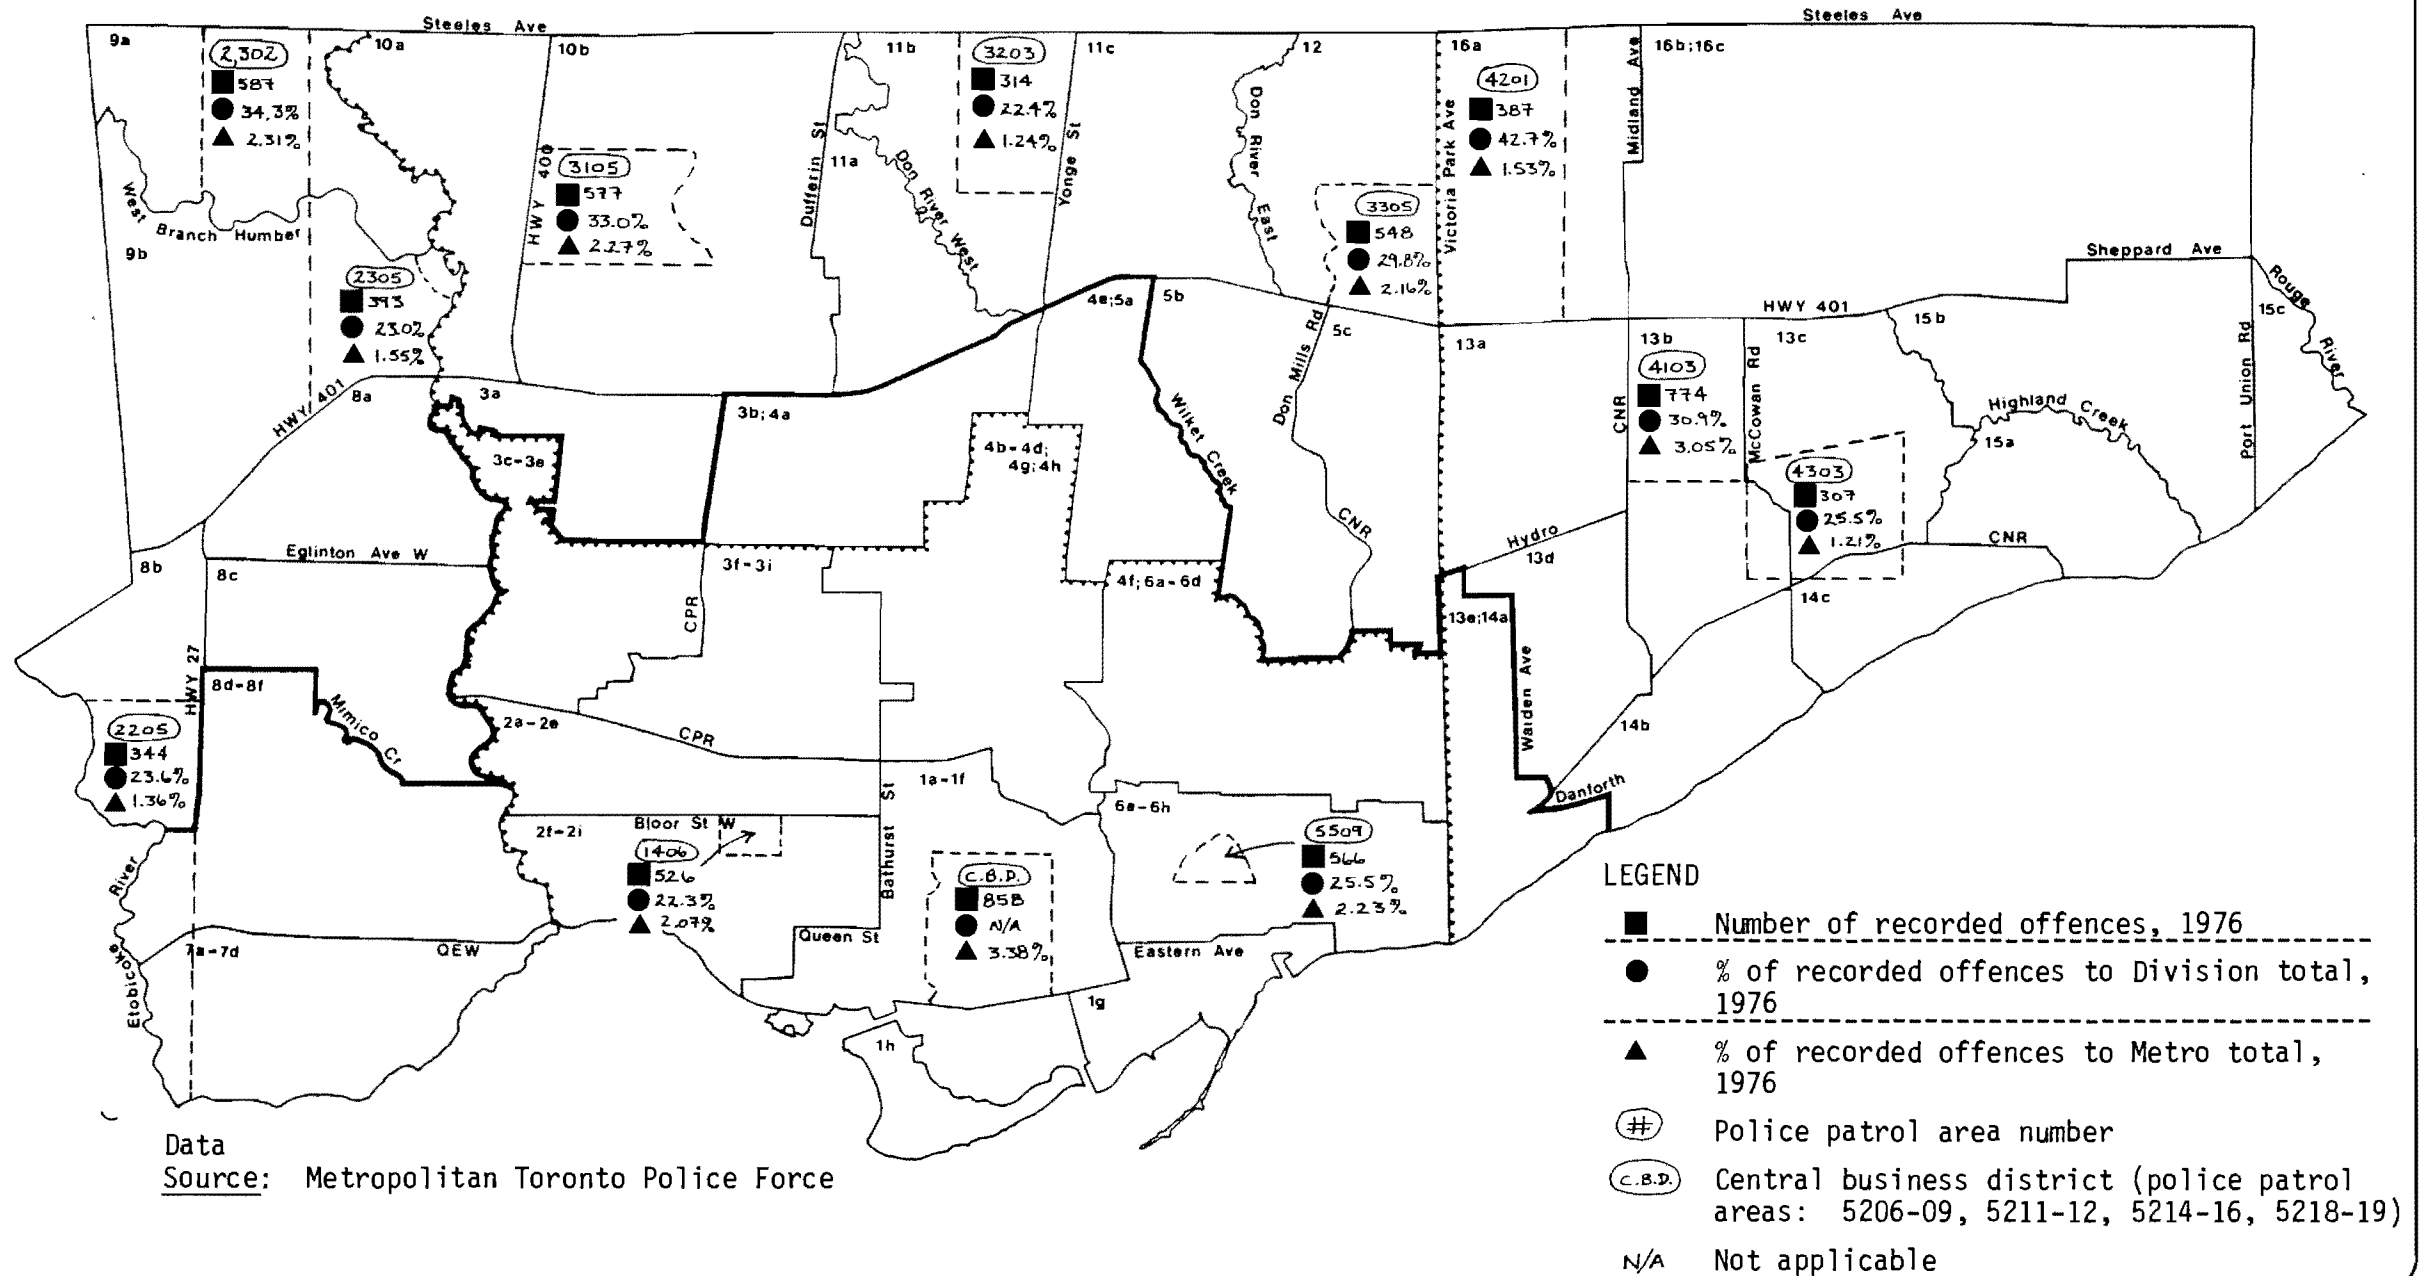 Steeles Ave
Steeles Ave
9a
2,302
587
34.3%
2.31%
10a
10b
11b
3203
314
22.4%
1.24%
11c
12
16a
4201
387
42.7%
1.53%
Midland Ave
16b;16c
HWY 400
3105
577
33.0%
2.27%
Dufferin St
11a
Don River West
Yonge St
Don River East
3305
548
29.8%
2.16%
Victoria Park Ave
West Branch Humber
9b
2305
393
23.0%
1.55%
4e;5a
5b
5c
HWY 401
Sheppard Ave
Rouge River
15c
15b
13a
13b
13c
4103
774
30.9%
3.05%
CNR
McCowan Rd
Port Union Rd
Highland Creek
15a
HWY 401
8a
3a
3b;4a
Wilket Creek
Don Mills Rd
3c-3e
4b-4d;
4g;4h
4303
307
25.5%
1.21%
CNR
CNR
Hydro
13d
Eglinton Ave W
8b
8c
3f-3i
4f;6a-6d
14c
CPR
13e;14a
HWY 27
8d-8f
Mimico Cr
2a-2e
CPR
Warden Ave
14b
2205
344
23.6%
1.36%
1a-1f
6e-6h
Danforth
Bloor St W
2f-2i
Bathurst St
1406
526
22.3%
2.07%
C.B.D.
858
N/A
3.38%
5509
566
25.5%
2.23%
Etobicoke River
7a-7d
QEW
Queen St
Eastern Ave
1g
1h
LEGEND
Number of recorded offences, 1976
% of recorded offences to Division total,
1976
% of recorded offences to Metro total,
1976
# Police patrol area number
C.B.D. Central business district (police patrol
areas: 5206-09, 5211-12, 5214-16, 5218-19)
N/A Not applicable
Data
Source: Metropolitan Toronto Police Force